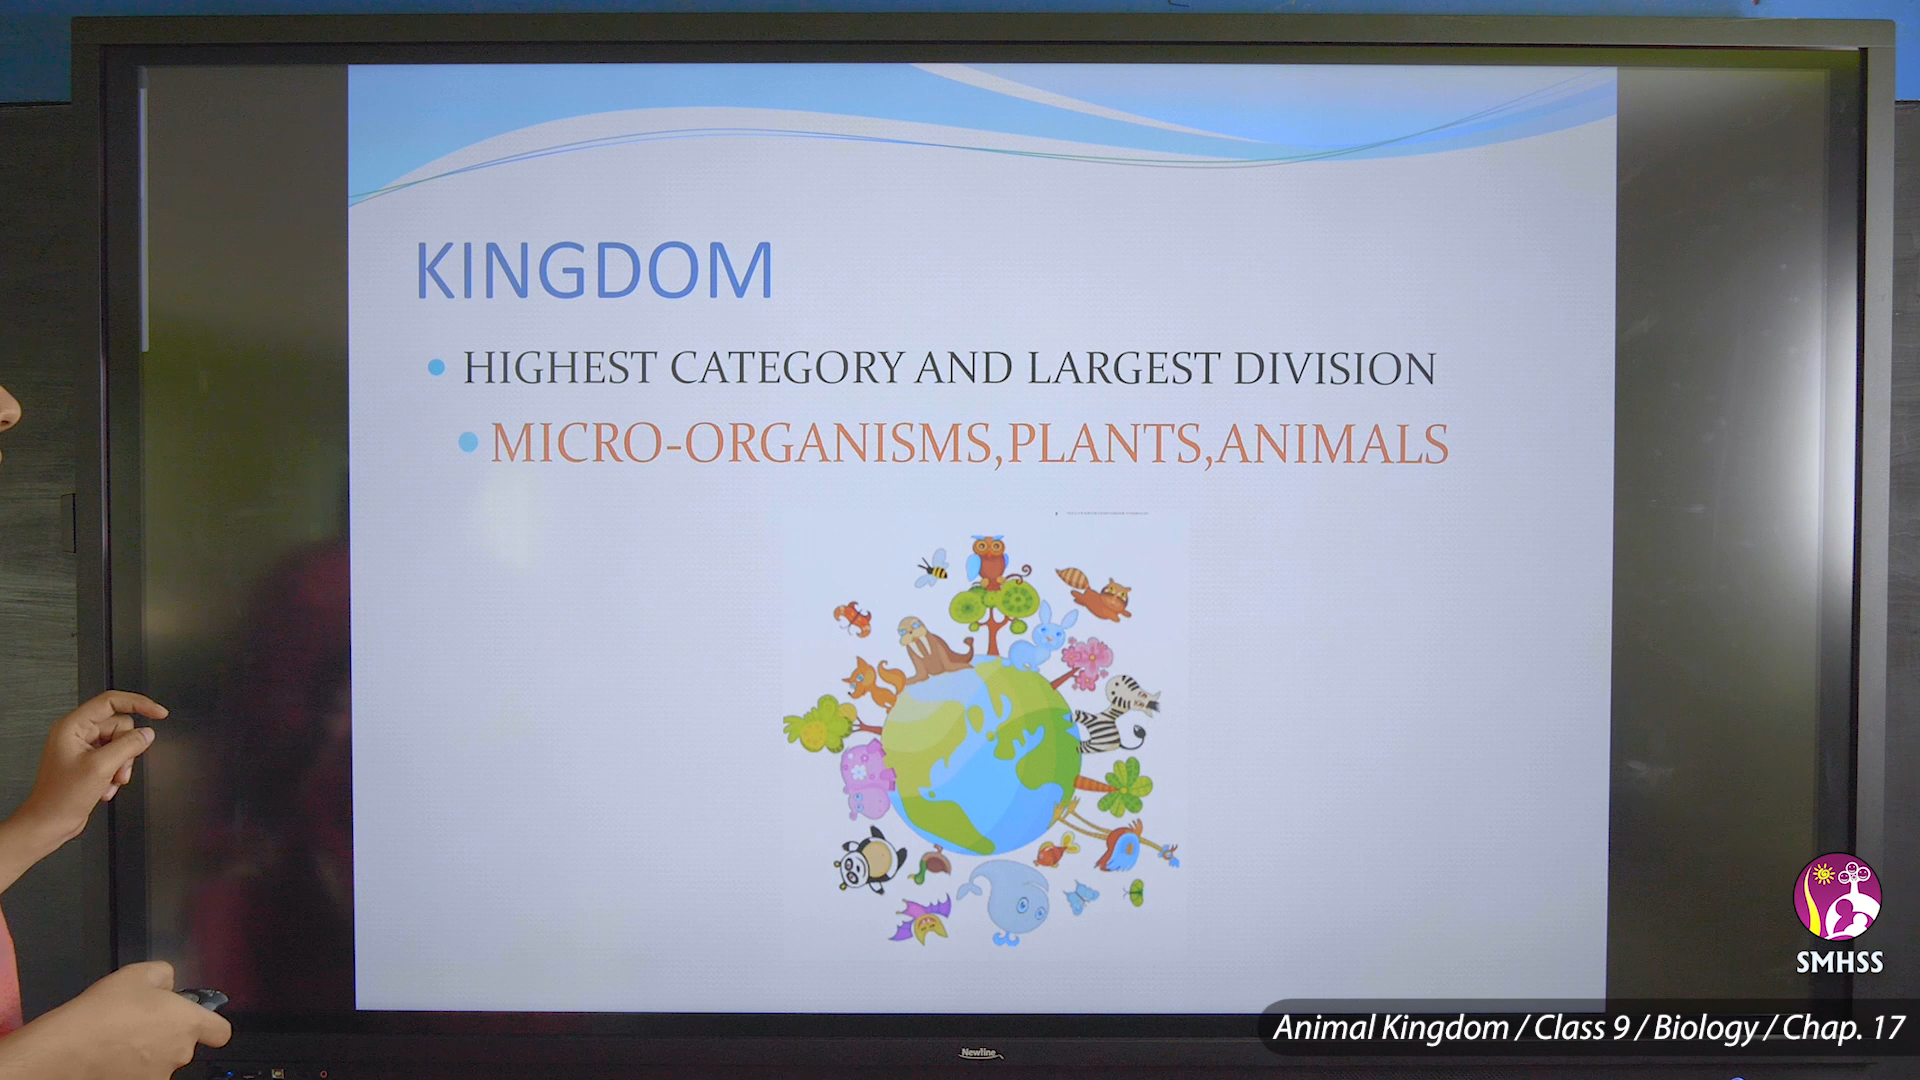 KINGDOM
HIGHEST CATEGORY AND LARGEST DIVISION
MICRO-ORGANISMS,PLANTS,ANIMALS
SMHSS
Animal Kingdom / Class 9 / Biology / Chap. 17
Newline